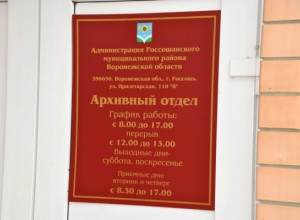 Администрация Россошанского
муниципального района
Воронежской области
396650, Воронежская обл., г. Россошь,
ул. Пролетарская, 110 "Б"
Архивный отдел
График работы:
с 8.00 до 17.00
перерыв
с 12.00 до 13.00
Выходные дни-
суббота, воскресенье
Приемные дни:
вторник и четверг
с 8.30 до 17.00